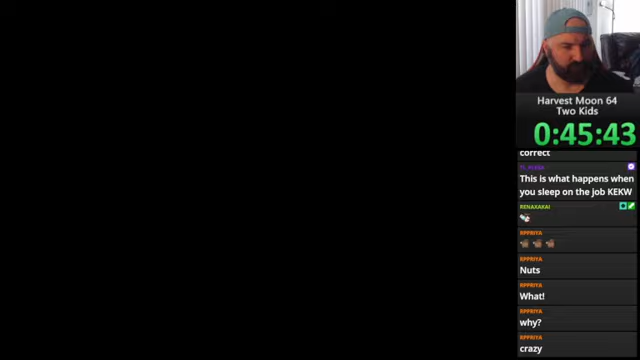 Harvest Moon 64
Two Kids
0:45:43
correct
This is what happens when
you sleep on the job KEKW
RENAXAKAI
RPPRIYA
RPPRIYA
Nuts
RPPRIYA
What!
RPPRIYA
why?
RPPRIYA
crazy